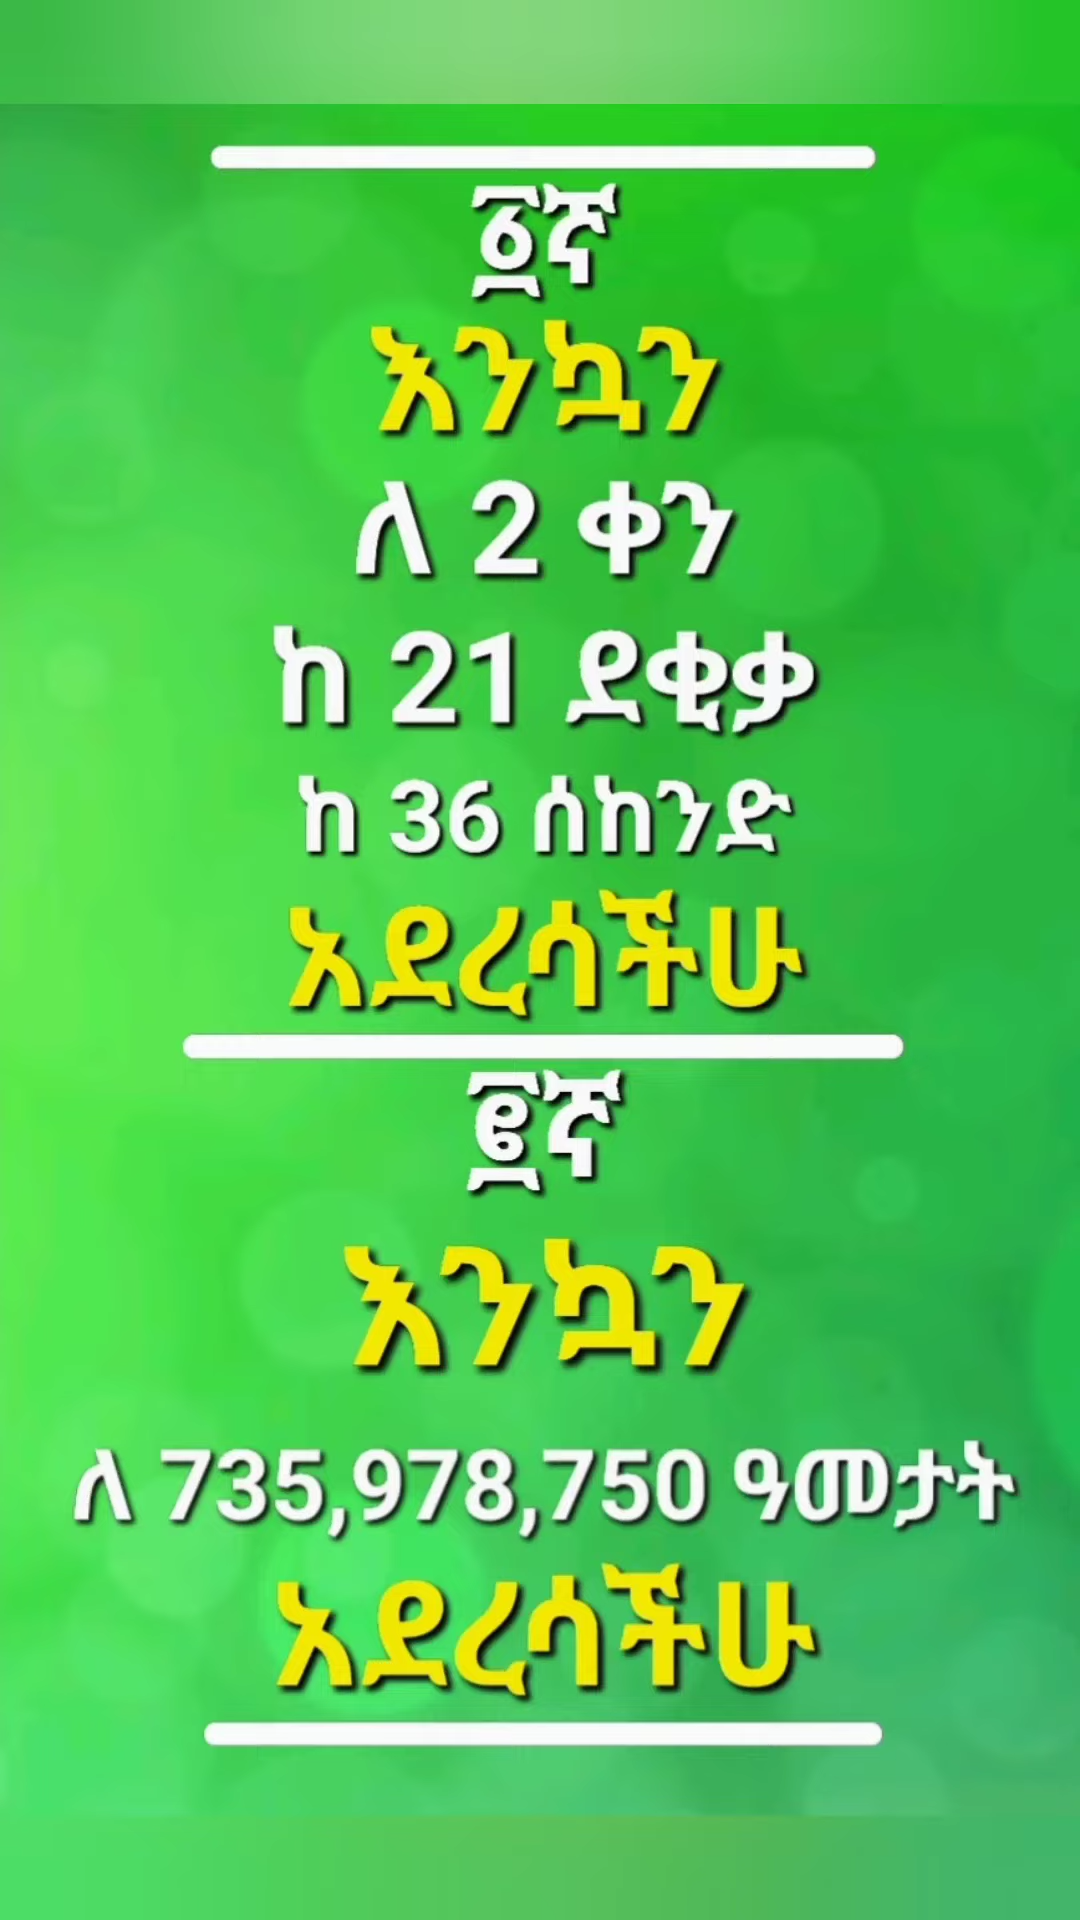 ፩ኛ
እንኳን
ለ 2 ቀን
ከ 21 ደቂቃ
ከ 36 ሰከንድ
አደረሳችሁ
፪ኛ
እንኳን
ለ 735,978,750 ዓመታት
አደረሳችሁ